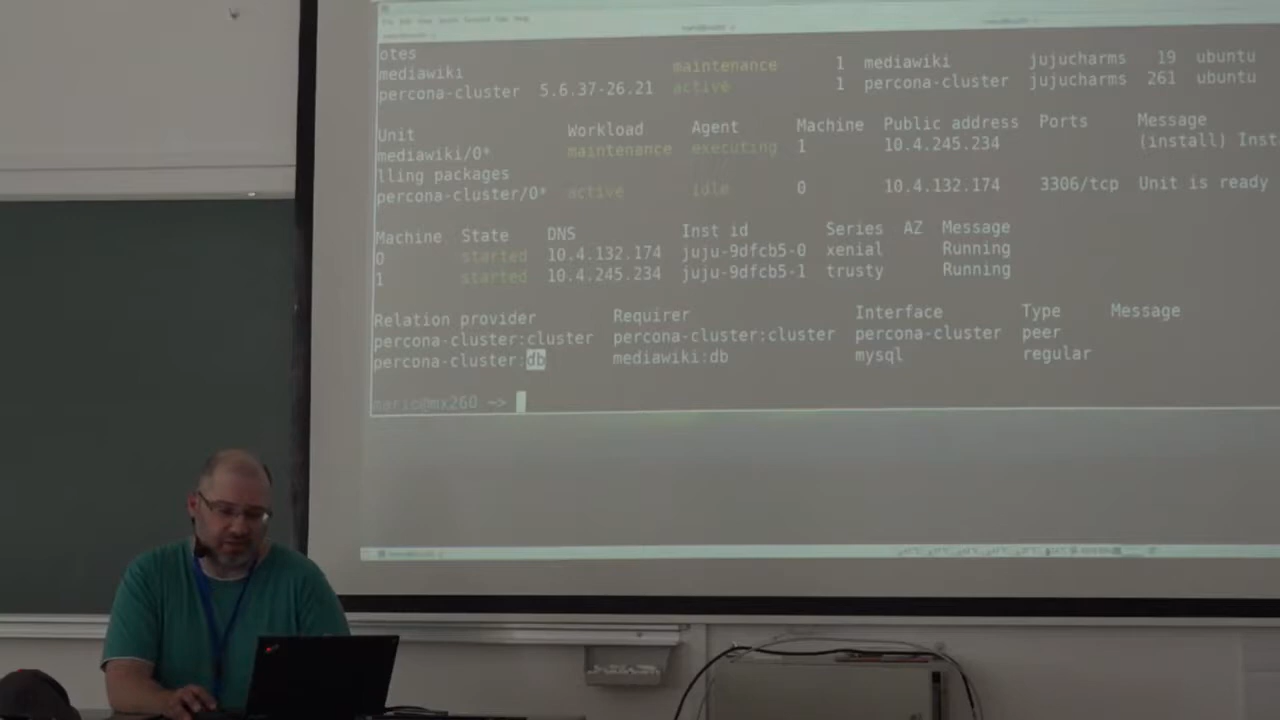 otes
mediawiki maintenance 1 mediawiki jujucharms 19 ubuntu
percona-cluster 5.6.37-26.21 active 1 percona-cluster jujucharms 261 ubuntu
Unit Workload Agent Machine Public address Ports Message
mediawiki/0* maintenance executing 1 10.4.245.234 (install) Inst
lling packages
percona-cluster/0* active idle 0 10.4.132.174 3306/tcp Unit is ready
Machine State DNS Inst id Series AZ Message
0 started 10.4.132.174 juju-9dfcb5-0 xenial Running
1 started 10.4.245.234 juju-9dfcb5-1 trusty Running
Relation provider Requirer Interface Type Message
percona-cluster:cluster percona-cluster:cluster percona-cluster peer
percona-cluster:db mediawiki:db mysql regular
mario@mx260 ~>